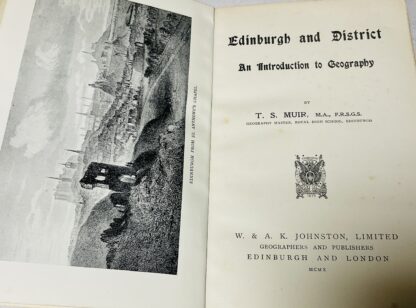 EDINBURGH FROM ST ANTHONY'S CHAPEL
Edinburgh and District
An Introduction to Geography
BY
T. S. MUIR, M.A., F.R.S.G.S.
GEOGRAPHY MASTER, ROYAL HIGH SCHOOL, EDINBURGH
W. & A. K. JOHNSTON, LIMITED
GEOGRAPHERS AND PUBLISHERS
EDINBURGH AND LONDON
MCMX